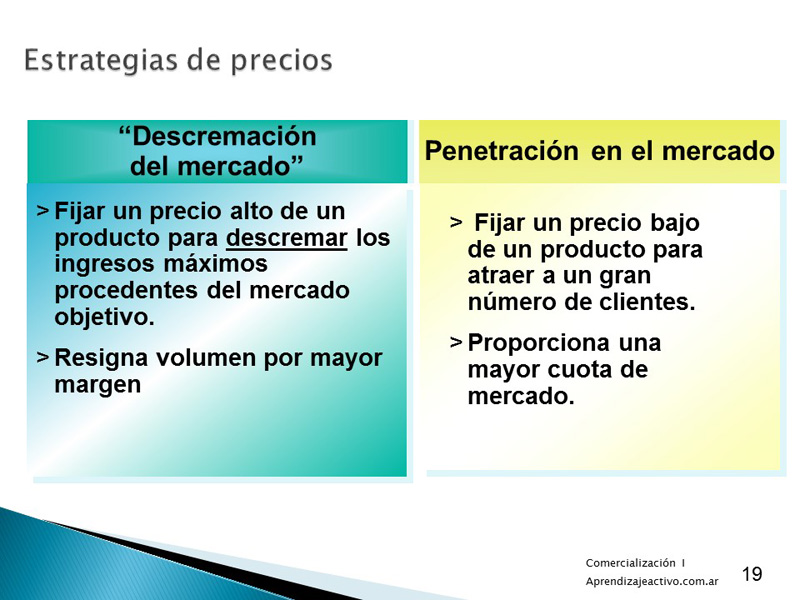 Estrategias de precios
“Descremación
del mercado”
> Fijar un precio alto de un
producto para descremar los
ingresos máximos
procedentes del mercado
objetivo.
> Resigna volumen por mayor
margen
Penetración en el mercado
> Fijar un precio bajo
de un producto para
atraer a un gran
número de clientes.
> Proporciona una
mayor cuota de
mercado.
Comercialización I
Aprendizajeactivo.com.ar
19